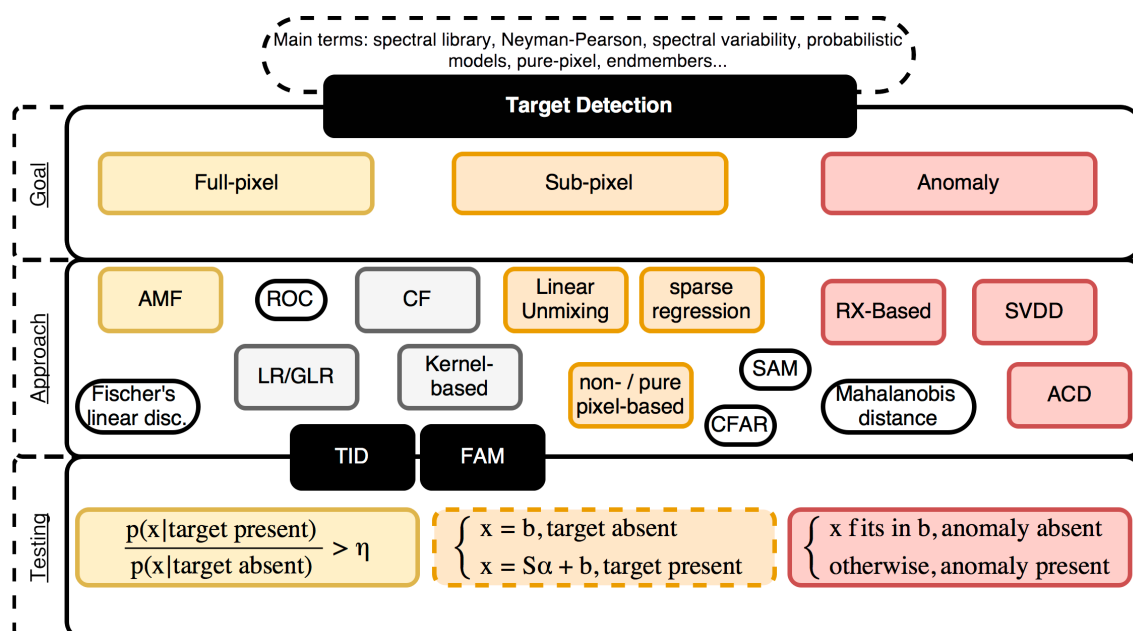 Main terms: spectral library, Neyman-Pearson, spectral variability, probabilistic
models, pure-pixel, endmembers...
Target Detection
Goal
Full-pixel
Sub-pixel
Anomaly
Approach
AMF
ROC
CF
Linear
Unmixing
sparse
regression
RX-Based
SVDD
LR/GLR
Kernel-
based
Fischer's
linear disc.
non- / pure
pixel-based
SAM
CFAR
Mahalanobis
distance
ACD
TID
FAM
Testing
p(x|target present)
p(x|target absent)
> η
{ x = b, target absent
x = Sα + b, target present
{ x fits in b, anomaly absent
otherwise, anomaly present